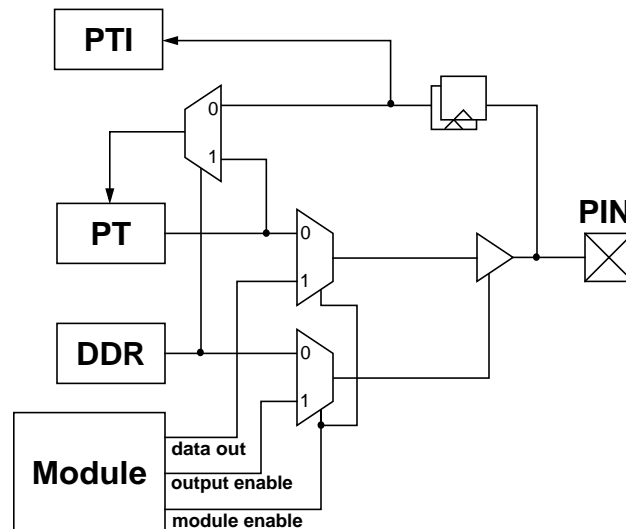 PTI
0
1
PT
PIN
0
1
DDR
0
1
Module
data out
output enable
module enable